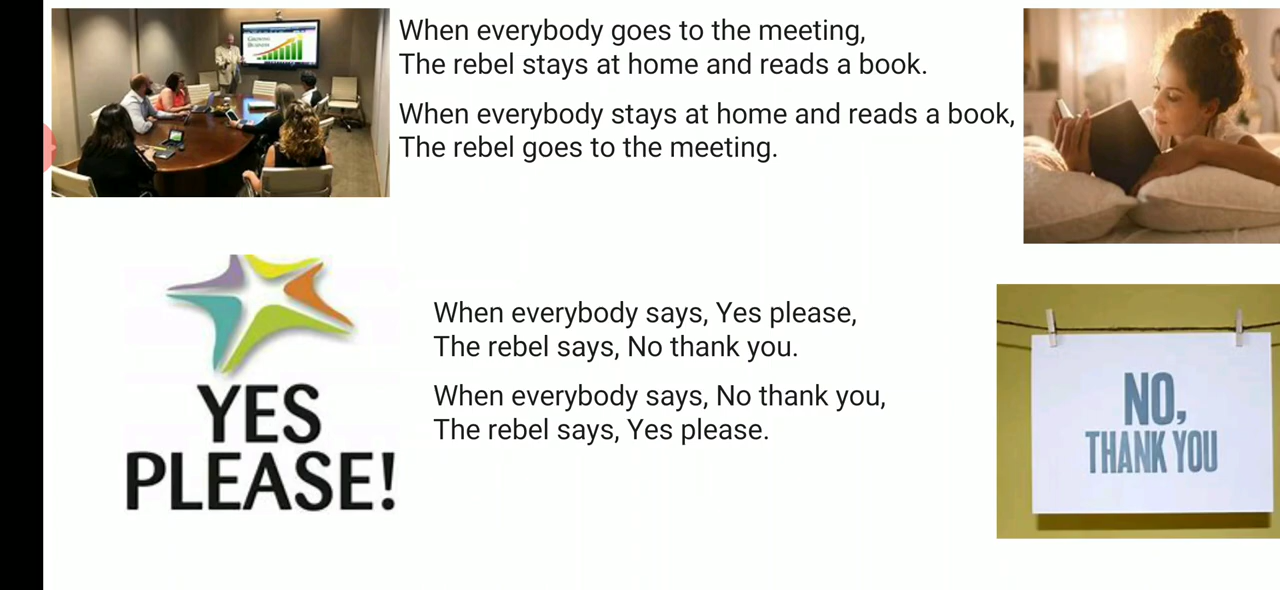 GROWING
BUSINESS
When everybody goes to the meeting,
The rebel stays at home and reads a book.
When everybody stays at home and reads a book,
The rebel goes to the meeting.
YES
PLEASE!
When everybody says, Yes please,
The rebel says, No thank you.
When everybody says, No thank you,
The rebel says, Yes please.
NO,
THANK YOU